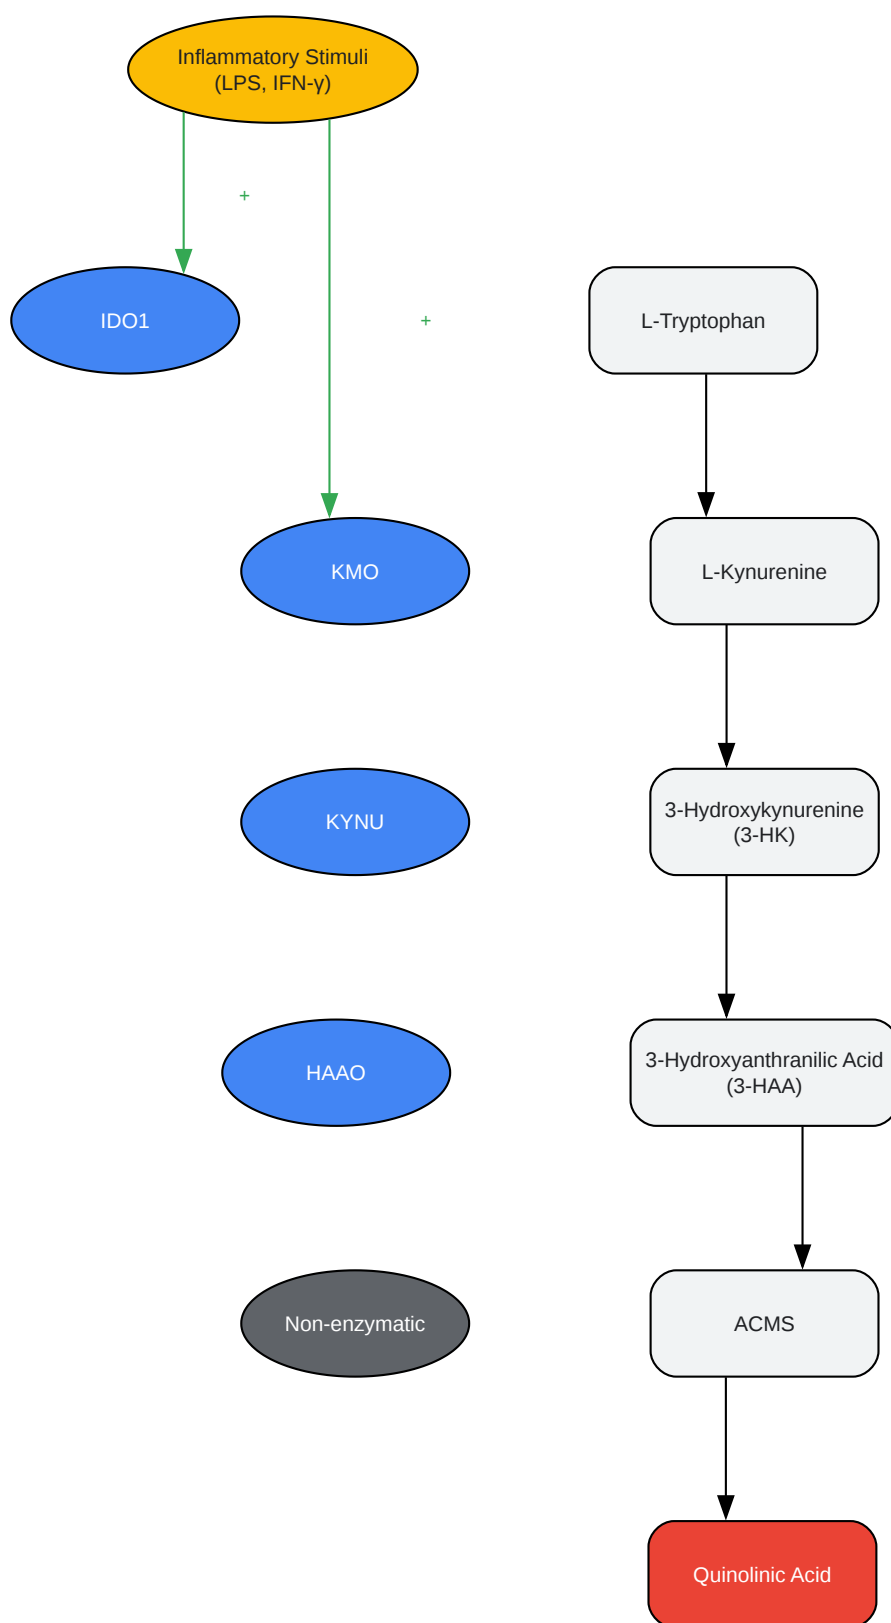 Inflammatory Stimuli
(LPS, IFN-γ)
+
IDO1
+
L-Tryptophan
KMO
L-Kynurenine
KYNU
3-Hydroxykynurenine
(3-HK)
HAAO
3-Hydroxyanthranilic Acid
(3-HAA)
Non-enzymatic
ACMS
Quinolinic Acid